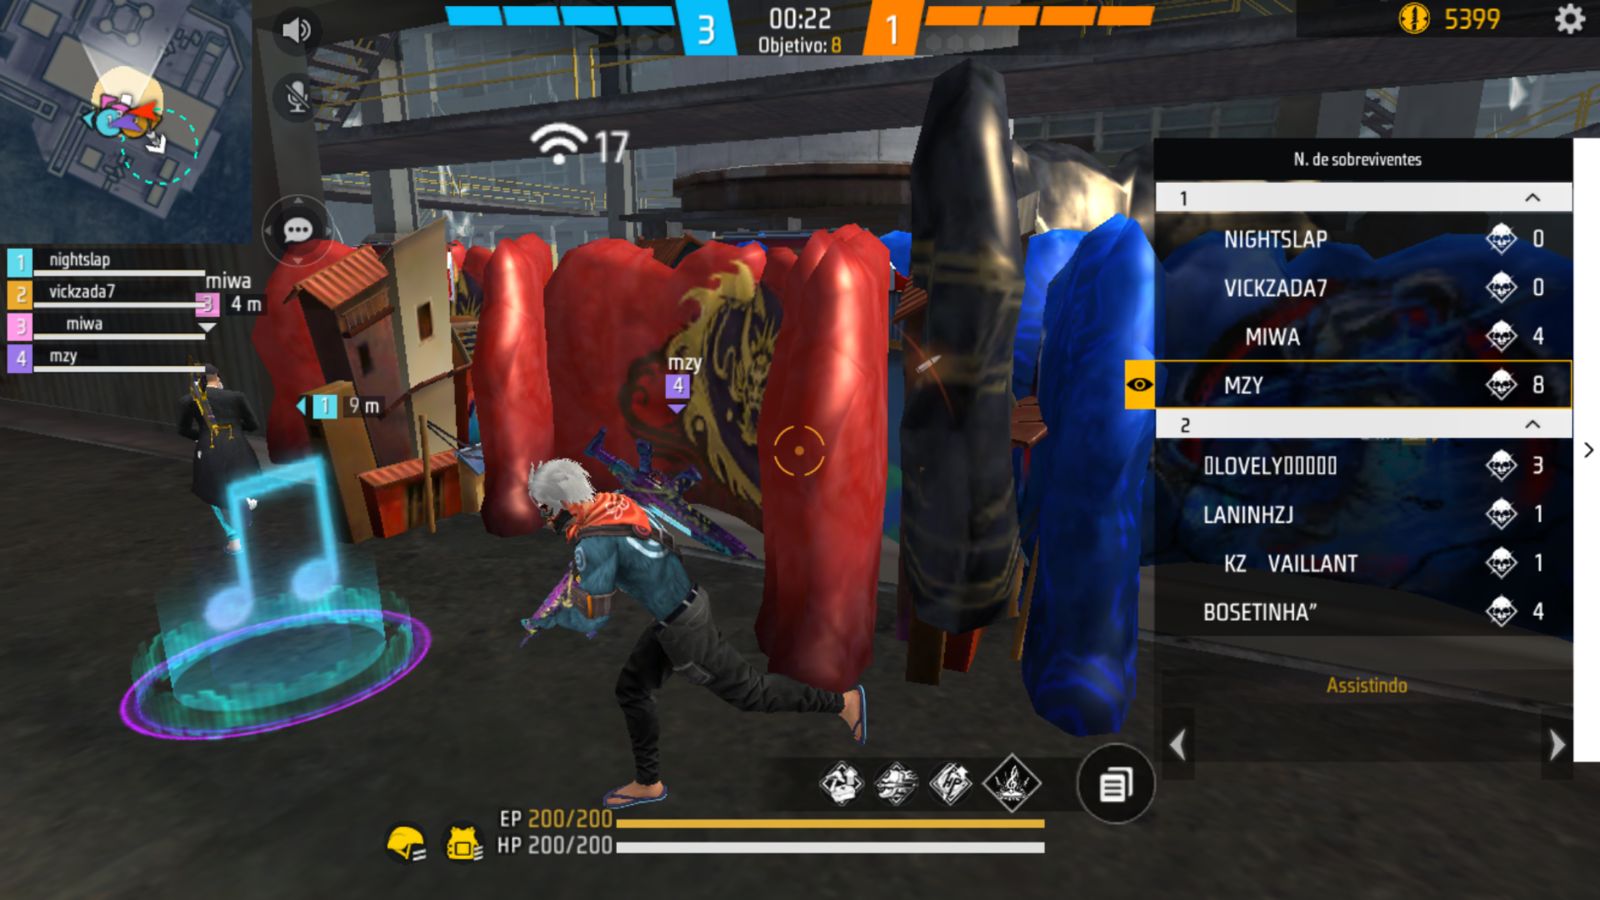 3
00:22
Objetivo: 8
1
5399
17
N. de sobreviventes
1
NIGHTSLAP 0
VICKZADA7 0
MIWA 4
MZY 8
2
LOVELY 3
LANINHZJ 1
KZ VAILLANT 1
BOSETINHA” 4
Assistindo
1 nightslap
2 vickzada7
3 miwa
4 mzy
miwa
3 4 m
1 9 m
mzy
4
HP
EP 200/200
HP 200/200